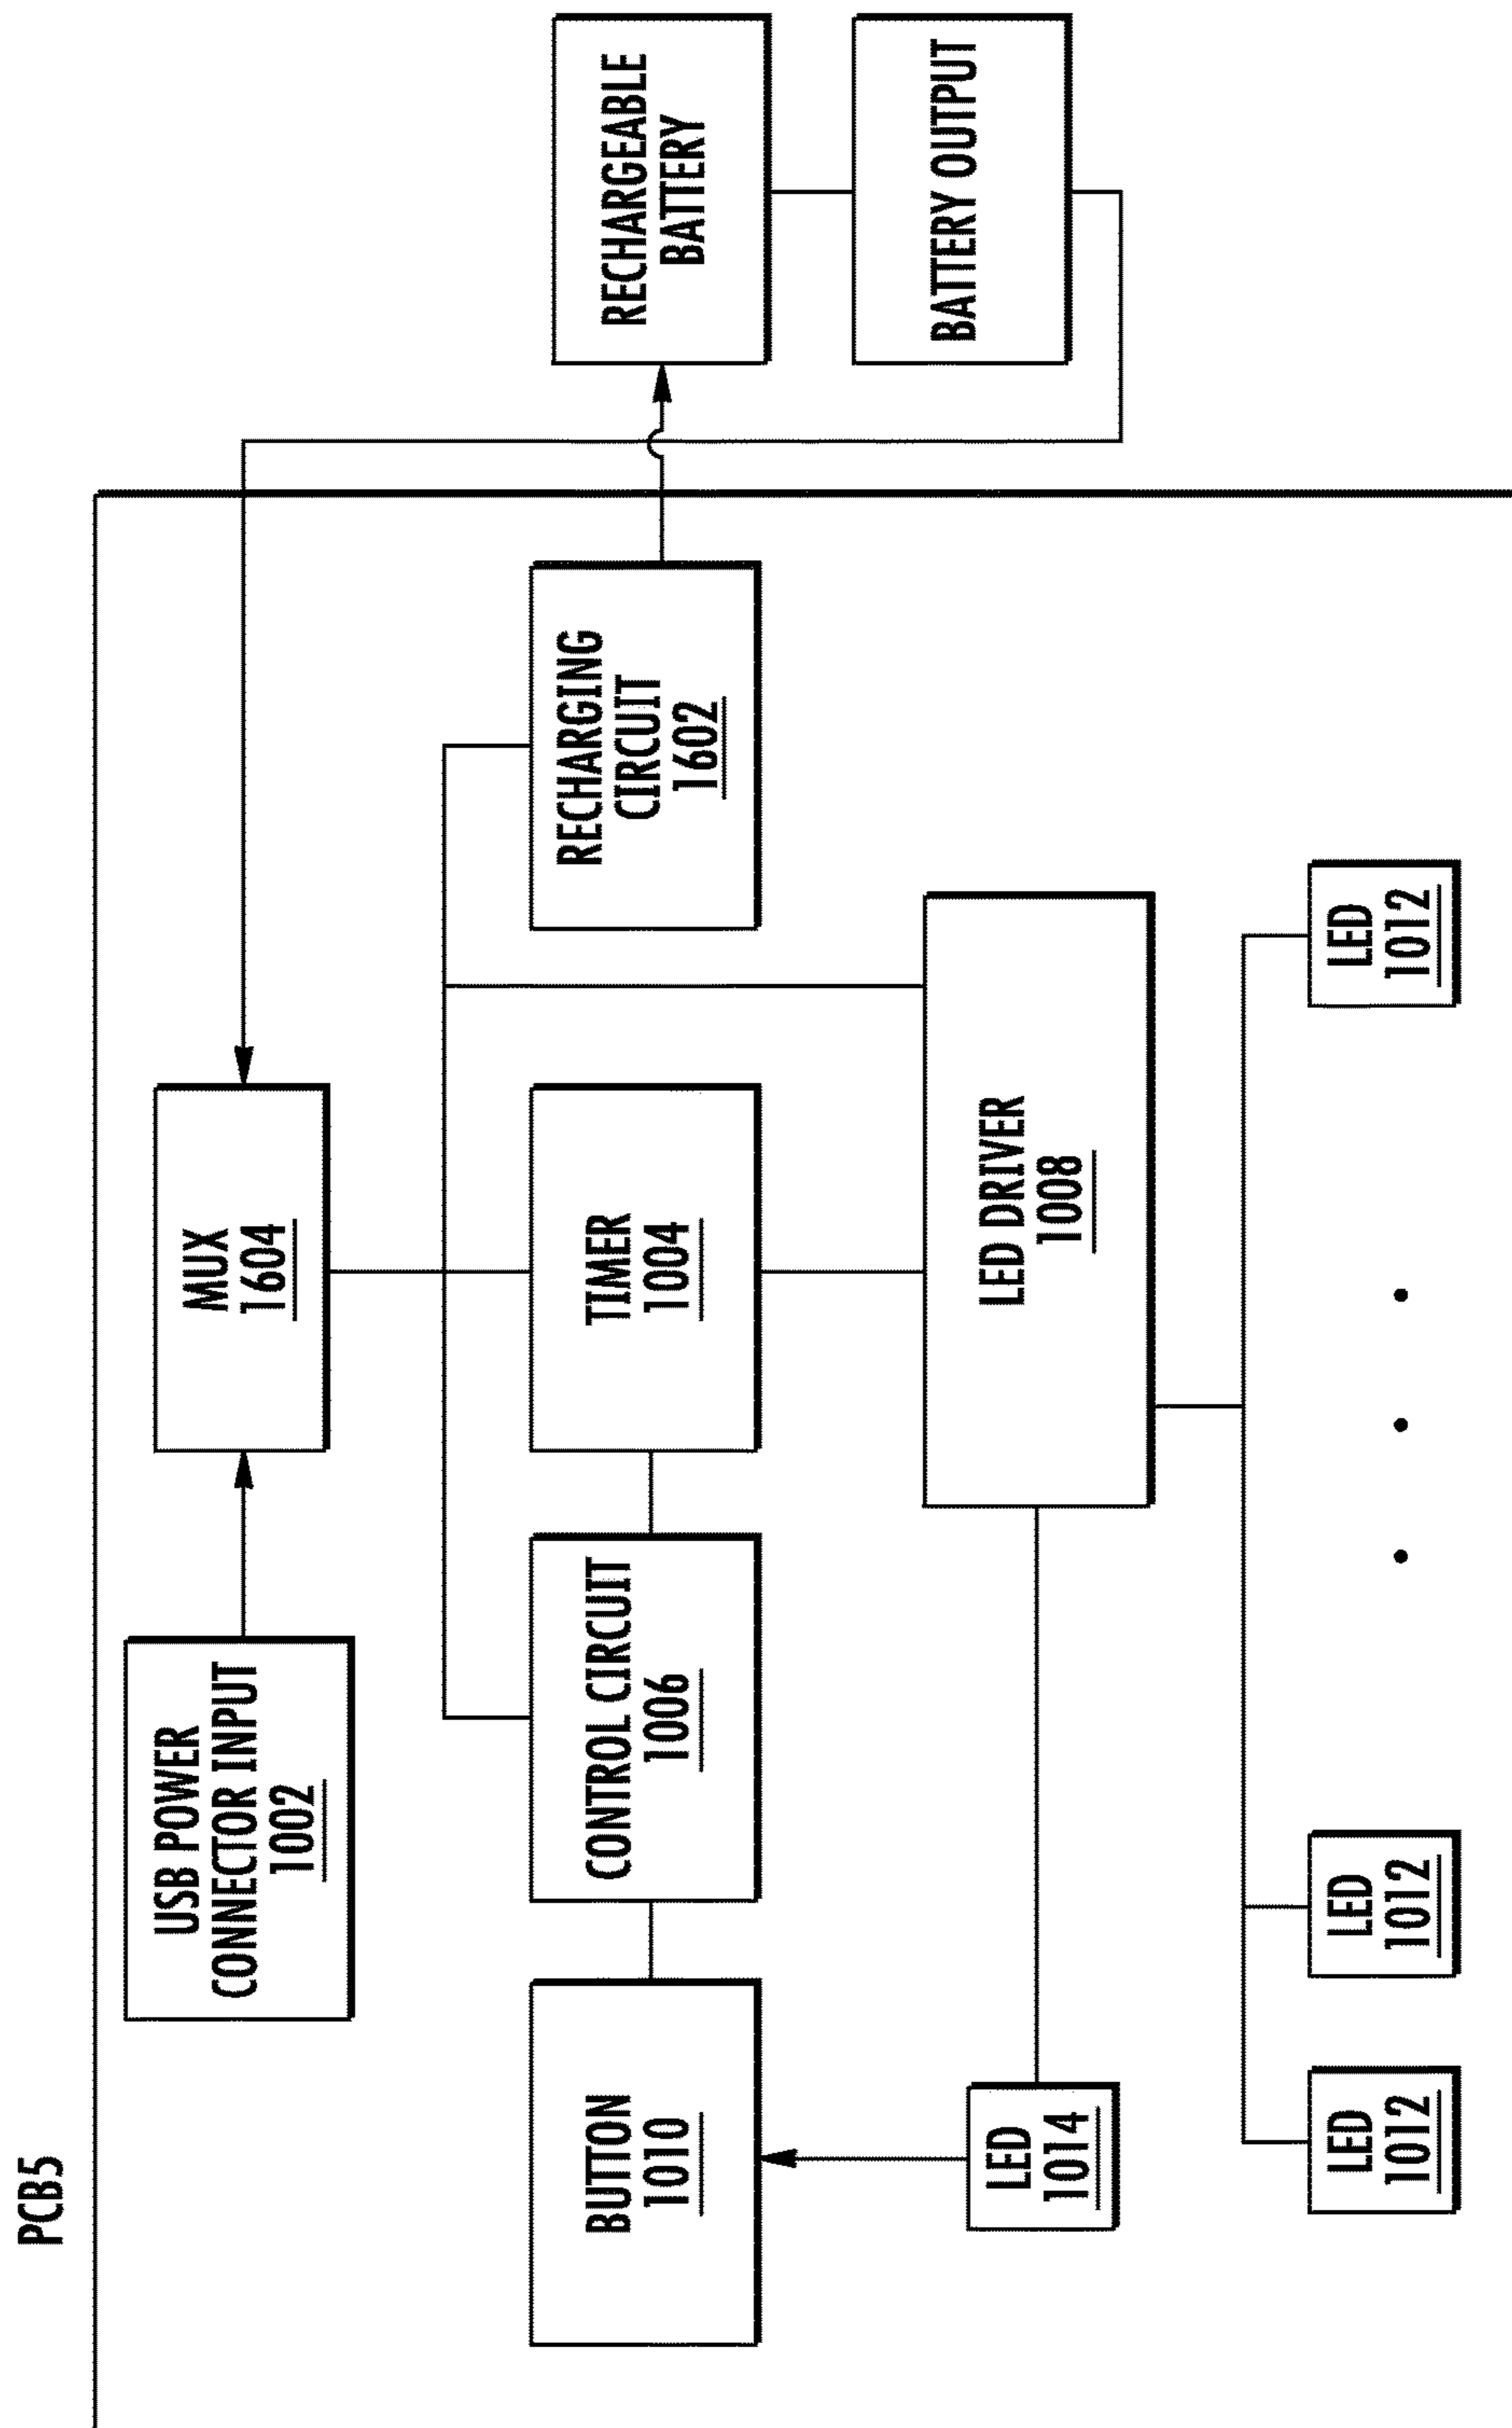 PCB5
USB POWER
CONNECTOR INPUT
1002
MUX
1604
BUTTON
1010
CONTROL CIRCUIT
1006
TIMER
1004
RECHARGING
CIRCUIT
1602
RECHARGEABLE
BATTERY
BATTERY OUTPUT
LED
1014
LED DRIVER
1008
LED
1012
LED
1012
LED
1012